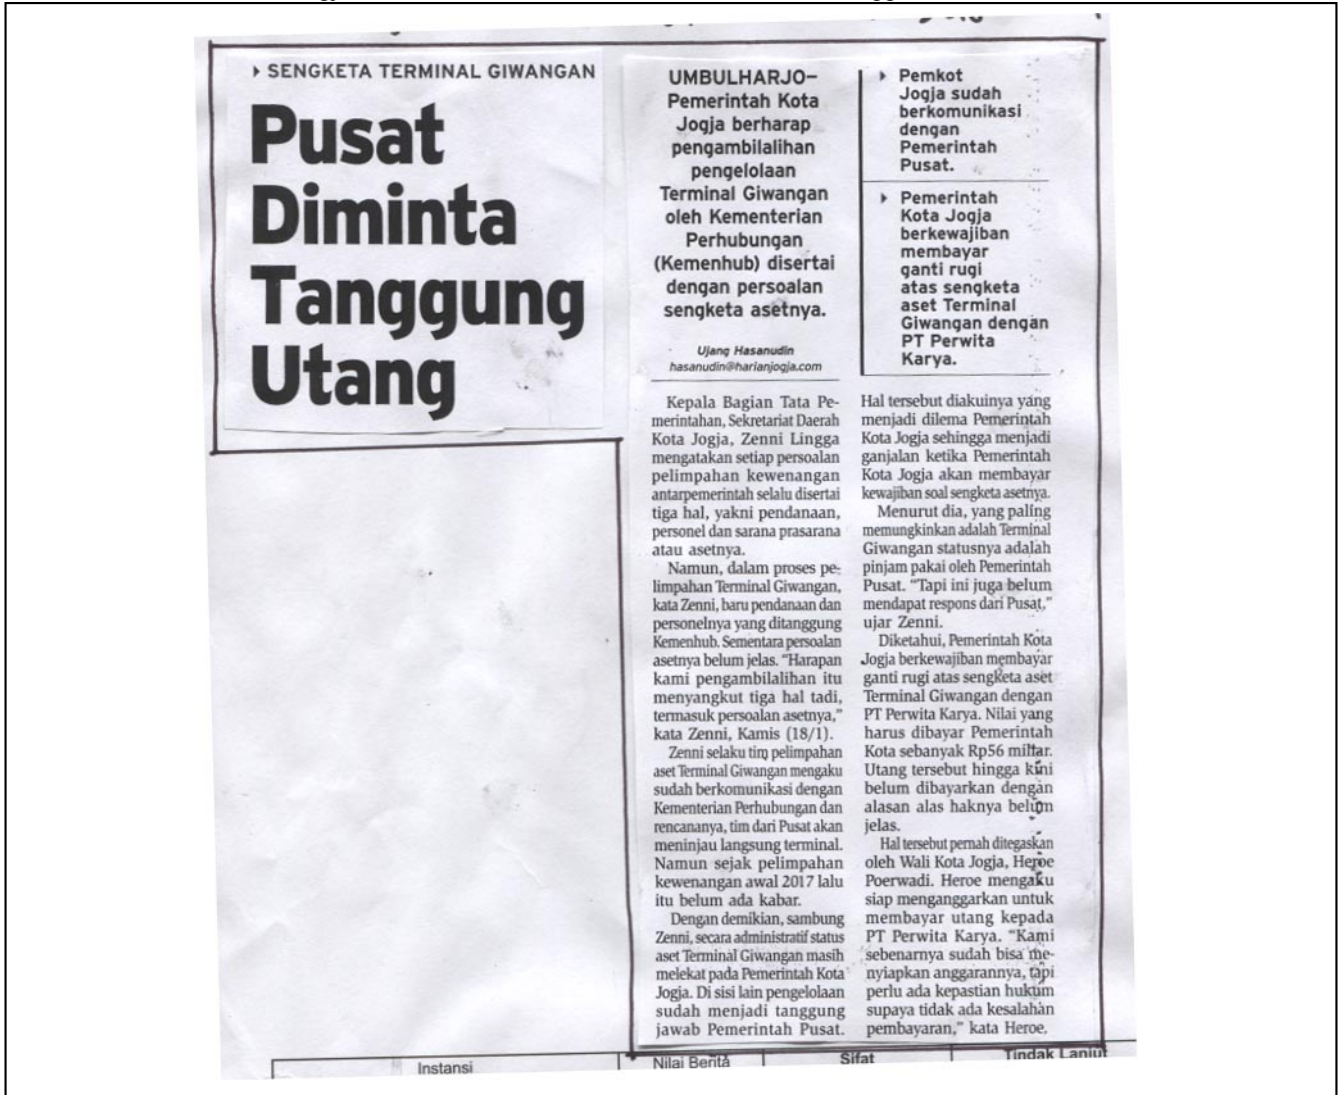 SENGKETA TERMINAL GIWANGAN
Pusat
Diminta
Tanggung
Utang
UMBULHARJO—
Pemerintah Kota
Jogja berharap
pengambilalihan
pengelolaan
Terminal Giwangan
oleh Kementerian
Perhubungan
(Kemenhub) disertai
dengan persoalan
sengketa asetnya.
Ujang Hasanudin
hasanudin@harianjogja.com
Pemkot
Jogja sudah
berkomunikasi
dengan
Pemerintah
Pusat.
Pemerintah
Kota Jogja
berkewajiban
membayar
ganti rugi
atas sengketa
aset Terminal
Giwangan dengan
PT Perwita
Karya.
Kepala Bagian Tata Pe-
merintahan, Sekretariat Daerah
Kota Jogja, Zenni Lingga
mengatakan setiap persoalan
pelimpahan kewenangan
antarpemerintah selalu disertai
tiga hal, yakni pendanaan,
personel dan sarana prasarana
atau asetnya.
Namun, dalam proses pe-
limpahan Terminal Giwangan,
kata Zenni, baru pendanaan dan
personelnya yang ditanggung
Kemenhub. Sementara persoalan
asetnya belum jelas. “Harapan
kami pengambilalihan itu
menyangkut tiga hal tadi,
termasuk persoalan asetnya,”
kata Zenni, Kamis (18/1).
Zenni selaku tim pelimpahan
aset Terminal Giwangan mengaku
sudah berkomunikasi dengan
Kementerian Perhubungan dan
rencananya, tim dari Pusat akan
meninjau langsung terminal.
Namun sejak pelimpahan
kewenangan awal 2017 lalu
itu belum ada kabar.
Dengan demikian, sambung
Zenni, secara administratif status
aset Terminal Giwangan masih
melekat pada Pemerintah Kota
Jogja. Di sisi lain pengelolaan
sudah menjadi tanggung
jawab Pemerintah Pusat.
Hal tersebut diakuinya yang
menjadi dilema Pemerintah
Kota Jogja sehingga menjadi
ganjalan ketika Pemerintah
Kota Jogja akan membayar
kewajiban soal sengketa asetnya.
Menurut dia, yang paling
memungkinkan adalah Terminal
Giwangan statusnya adalah
pinjam pakai oleh Pemerintah
Pusat. “Tapi ini juga belum
mendapat respons dari Pusat,”
ujar Zenni.
Diketahui, Pemerintah Kota
Jogja berkewajiban membayar
ganti rugi atas sengketa aset
Terminal Giwangan dengan
PT Perwita Karya. Nilai yang
harus dibayar Pemerintah
Kota sebanyak Rp56 miliar.
Utang tersebut hingga kini
belum dibayarkan dengan
alasan alas haknya belum
jelas.
Hal tersebut pernah ditegaskan
oleh Wali Kota Jogja, Heroe
Poerwadi. Heroe mengaku
siap menganggarkan untuk
membayar utang kepada
PT Perwita Karya. “Kami
sebenarnya sudah bisa me-
nyiapkan anggarannya, tapi
perlu ada kepastian hukum
supaya tidak ada kesalahan
pembayaran,” kata Heroe.
Instansi
Nilai Berita
Sifat
Tindak Lanjut